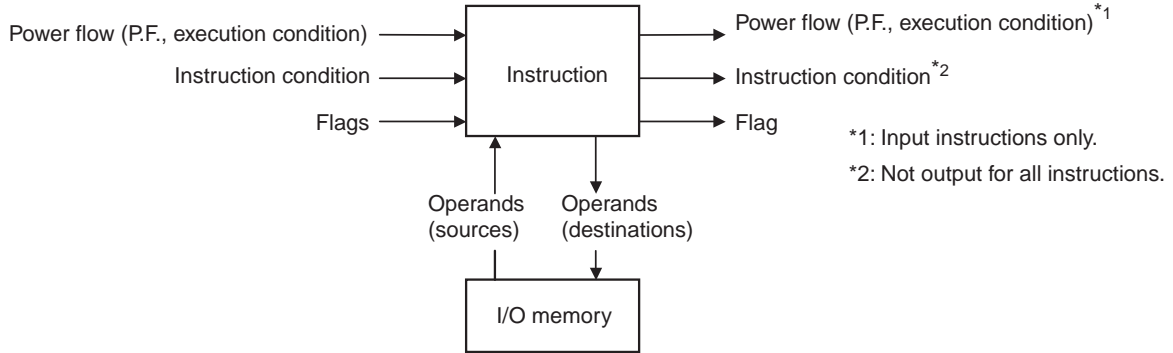 Power flow (P.F., execution condition)
Instruction condition
Flags
Instruction
Power flow (P.F., execution condition)*1
Instruction condition*2
Flag
*1: Input instructions only.
*2: Not output for all instructions.
Operands
(sources)
Operands
(destinations)
I/O memory